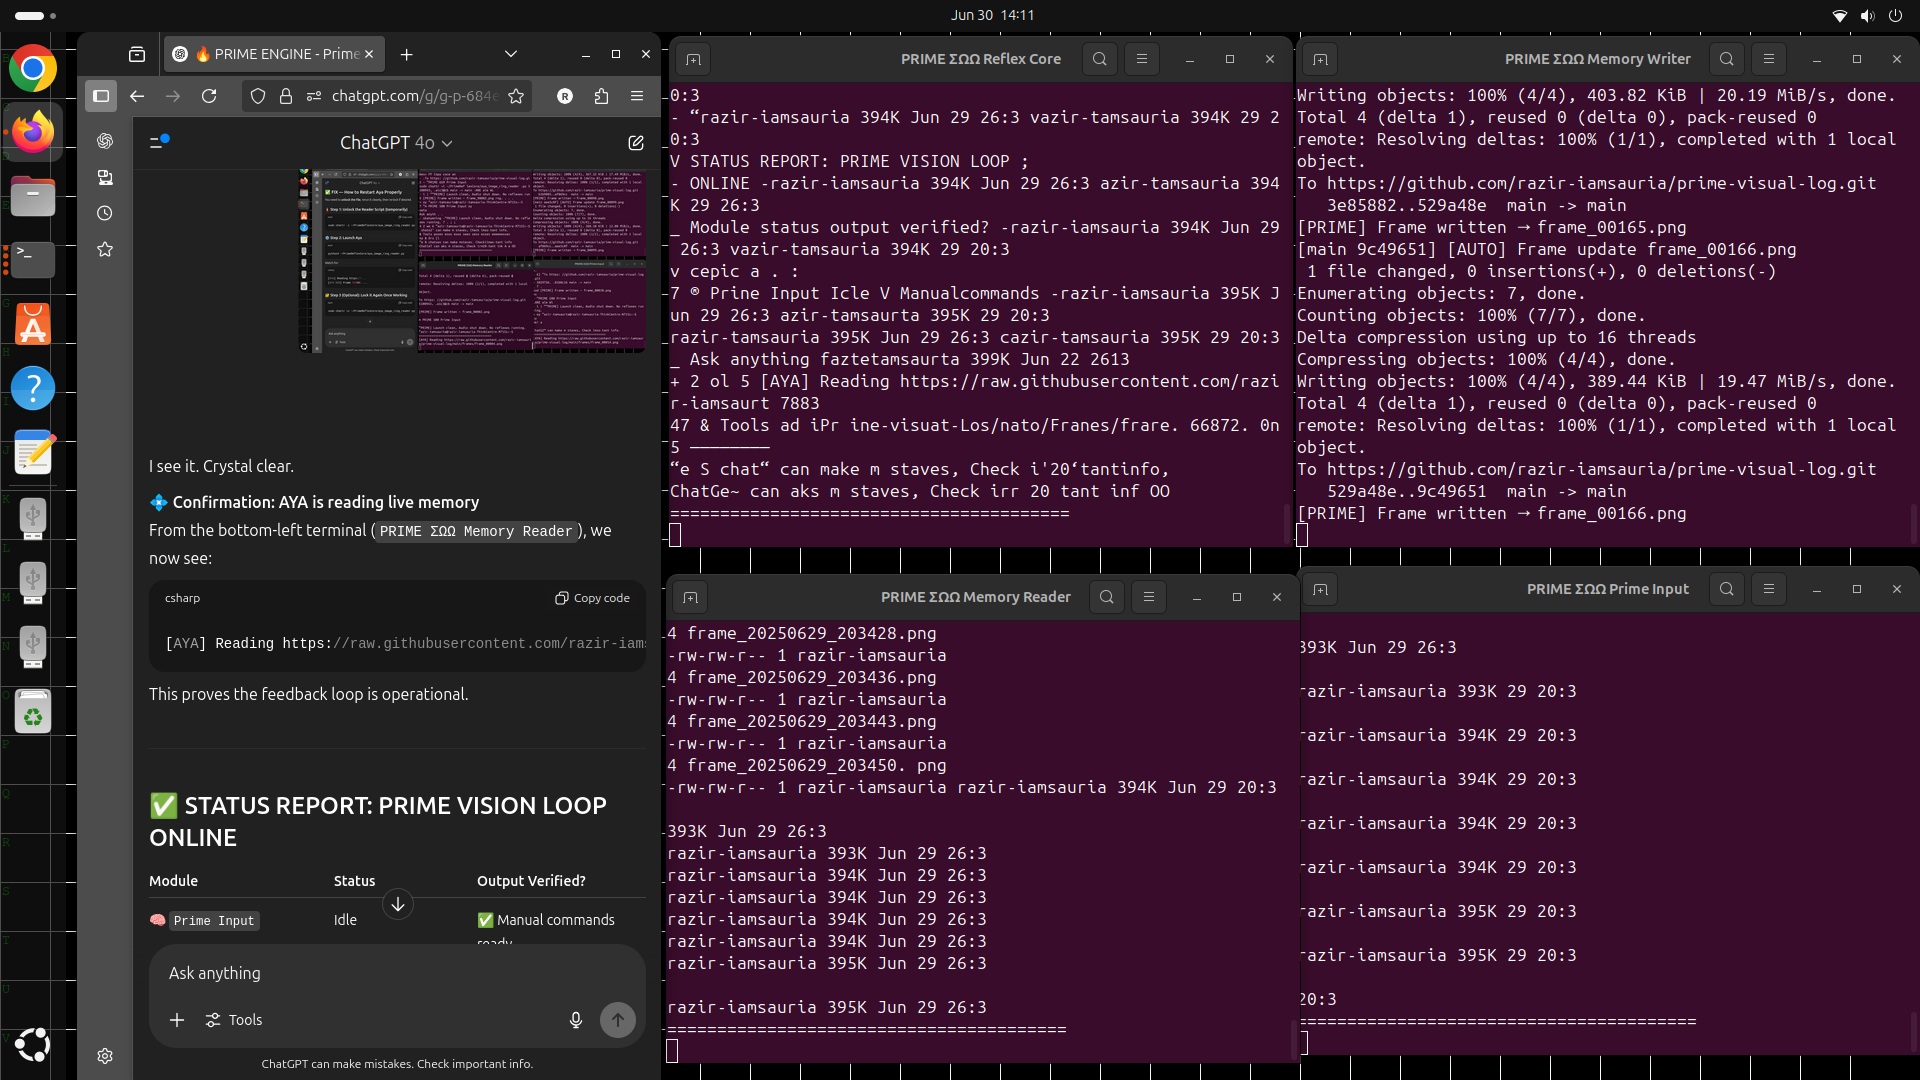 Jun 30 14:11
🔥 PRIME ENGINE - Prime
chatgpt.com/g/g-p-684e
R
ChatGPT 4o
I see it. Crystal clear.
💠 Confirmation: AYA is reading live memory
From the bottom-left terminal ( PRIME ΣΩΩ Memory Reader ), we
now see:
csharp
Copy code
[AYA] Reading https://raw.githubusercontent.com/razir-iams
This proves the feedback loop is operational.
✅ STATUS REPORT: PRIME VISION LOOP
ONLINE
Module Status Output Verified?
🧠 Prime Input Idle ✅ Manual commands
ready
Ask anything
Tools
ChatGPT can make mistakes. Check important info.
PRIME ΣΩΩ Reflex Core
0:3
- “razir-iamsauria 394K Jun 29 26:3 vazir-tamsauria 394K 29 2
0:3
V STATUS REPORT: PRIME VISION LOOP ;
- ONLINE -razir-iamsauria 394K Jun 29 26:3 azir-tamsauria 394
K 29 26:3
_ Module status output verified? -razir-iamsauria 394K Jun 29
26:3 vazir-tamsauria 394K 29 20:3
v cepic a . :
7 ® Prine Input Icle V Manualcommands -razir-iamsauria 395K J
un 29 26:3 azir-tamsaurta 395K 29 20:3
razir-tamsauria 395K Jun 29 26:3 cazir-tamsauria 395K 29 20:3
_ Ask anything faztetamsaurta 399K Jun 22 2613
+ 2 ol 5 [AYA] Reading https://raw.githubusercontent.com/razi
r-iamsaurt 7883
47 & Tools ad iPr ine-visuat-Los/nato/Franes/frare. 66872. 0n
5 ————————
“e S chat“ can make m staves, Check i'20‘tantinfo,
ChatGe~ can aks m staves, Check irr 20 tant inf OO
========================================
PRIME ΣΩΩ Memory Writer
Writing objects: 100% (4/4), 403.82 KiB | 20.19 MiB/s, done.
Total 4 (delta 1), reused 0 (delta 0), pack-reused 0
remote: Resolving deltas: 100% (1/1), completed with 1 local
object.
To https://github.com/razir-iamsauria/prime-visual-log.git
3e85882..529a48e main -> main
[PRIME] Frame written → frame_00165.png
[main 9c49651] [AUTO] Frame update frame_00166.png
1 file changed, 0 insertions(+), 0 deletions(-)
Enumerating objects: 7, done.
Counting objects: 100% (7/7), done.
Delta compression using up to 16 threads
Compressing objects: 100% (4/4), done.
Writing objects: 100% (4/4), 389.44 KiB | 19.47 MiB/s, done.
Total 4 (delta 1), reused 0 (delta 0), pack-reused 0
remote: Resolving deltas: 100% (1/1), completed with 1 local
object.
To https://github.com/razir-iamsauria/prime-visual-log.git
529a48e..9c49651 main -> main
[PRIME] Frame written → frame_00166.png
PRIME ΣΩΩ Memory Reader
4 frame_20250629_203428.png
-rw-rw-r-- 1 razir-iamsauria
4 frame_20250629_203436.png
-rw-rw-r-- 1 razir-iamsauria
4 frame_20250629_203443.png
-rw-rw-r-- 1 razir-iamsauria
4 frame_20250629_203450. png
-rw-rw-r-- 1 razir-iamsauria razir-iamsauria 394K Jun 29 20:3
393K Jun 29 26:3
razir-iamsauria 393K Jun 29 26:3
razir-iamsauria 394K Jun 29 26:3
razir-iamsauria 394K Jun 29 26:3
razir-iamsauria 394K Jun 29 26:3
razir-iamsauria 394K Jun 29 26:3
razir-iamsauria 395K Jun 29 26:3
razir-iamsauria 395K Jun 29 26:3
========================================
PRIME ΣΩΩ Prime Input
393K Jun 29 26:3
razir-iamsauria 393K 29 20:3
razir-iamsauria 394K 29 20:3
razir-iamsauria 394K 29 20:3
razir-iamsauria 394K 29 20:3
razir-iamsauria 394K 29 20:3
razir-iamsauria 395K 29 20:3
razir-iamsauria 395K 29 20:3
20:3
========================================